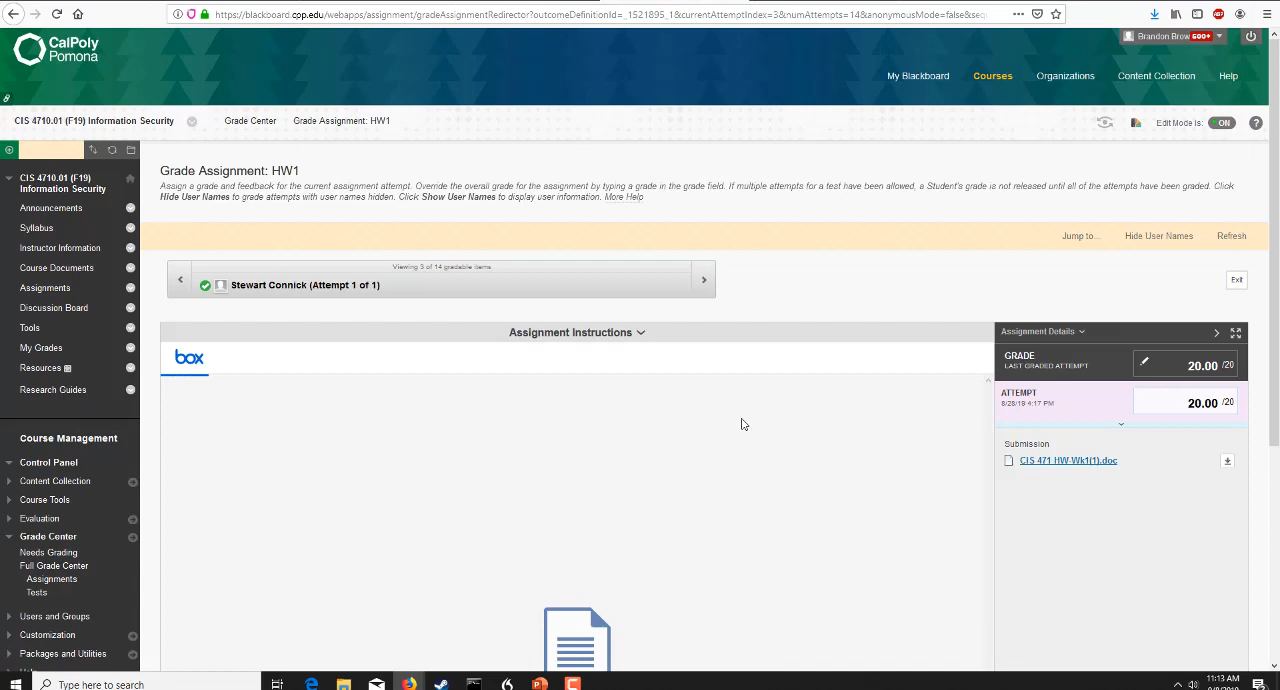 https://blackboard.cpp.edu/webapps/assignment/gradeAssignmentRedirector?outcomeDefinitionId=_1521895_1&currentAttemptIndex=3&numAttempts=14&anonymousMode=false&seq
CalPoly
Pomona
Brandon Brow 500+
My Blackboard
Courses
Organizations
Content Collection
Help
CIS 4710.01 (F19) Information Security
Grade Center
Grade Assignment: HW1
Edit Mode is: ON
CIS 4710.01 (F19)
Information Security
Announcements
Syllabus
Instructor Information
Course Documents
Assignments
Discussion Board
Tools
My Grades
Resources
Research Guides
Course Management
Control Panel
Content Collection
Course Tools
Evaluation
Grade Center
Needs Grading
Full Grade Center
Assignments
Tests
Users and Groups
Customization
Packages and Utilities
Grade Assignment: HW1
Assign a grade and feedback for the current assignment attempt. Override the overall grade for the assignment by typing a grade in the grade field. If multiple attempts for a test have been allowed, a Student's grade is not released until all of the attempts have been graded. Click
Hide User Names to grade attempts with user names hidden. Click Show User Names to display user information. More Help
Jump to...
Hide User Names
Refresh
Viewing 3 of 14 gradable items
Stewart Connick (Attempt 1 of 1)
Exit
Assignment Instructions
box
Assignment Details
GRADE
LAST GRADED ATTEMPT
20.00 /20
ATTEMPT
8/28/19 4:17 PM
20.00 /20
Submission
CIS 471 HW-Wk1(1).doc
Type here to search
11:13 AM